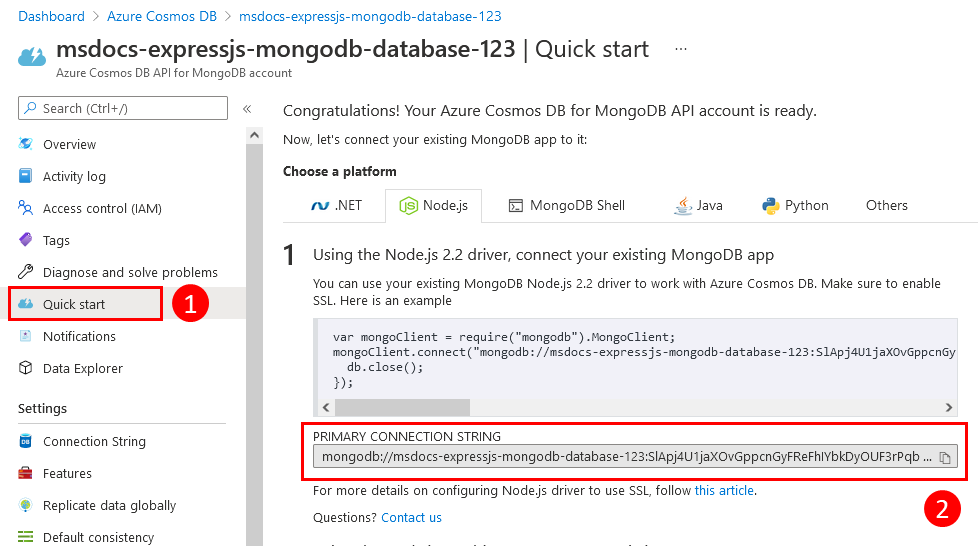 Dashboard > Azure Cosmos DB > msdocs-expressjs-mongodb-database-123
msdocs-expressjs-mongodb-database-123 | Quick start ...
Azure Cosmos DB API for MongoDB account
Search (Ctrl+/)
Overview
Activity log
Access control (IAM)
Tags
Diagnose and solve problems
Quick start
1
Notifications
Data Explorer
Settings
Connection String
Features
Replicate data globally
Default consistency
Congratulations! Your Azure Cosmos DB for MongoDB API account is ready.
Now, let's connect your existing MongoDB app to it:
Choose a platform
.NET
Node.js
MongoDB Shell
Java
Python
Others
1 Using the Node.js 2.2 driver, connect your existing MongoDB app
You can use your existing MongoDB Node.js 2.2 driver to work with Azure Cosmos DB. Make sure to enable
SSL. Here is an example
var mongoClient = require("mongodb").MongoClient;
mongoClient.connect("mongodb://msdocs-expressjs-mongodb-database-123:SlApj4U1jaXOvGppcnGy
db.close();
});
PRIMARY CONNECTION STRING
mongodb://msdocs-expressjs-mongodb-database-123:SlApj4U1jaXOvGppcnGyFReFhIYbkDyOUF3rPqb ...
For more details on configuring Node.js driver to use SSL, follow this article.
2
Questions? Contact us